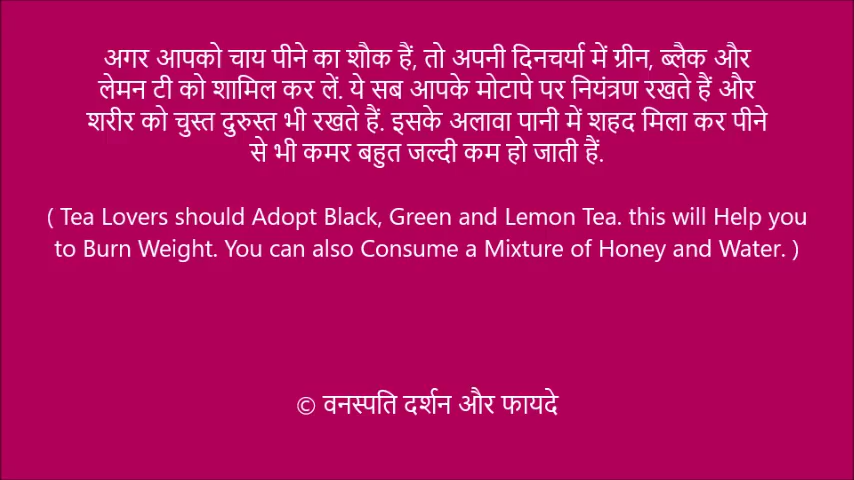 अगर आपको चाय पीने का शौक हैं, तो अपनी दिनचर्या में ग्रीन, ब्लैक और
लेमन टी को शामिल कर लें. ये सब आपके मोटापे पर नियंत्रण रखते हैं और
शरीर को चुस्त दुरुस्त भी रखते हैं. इसके अलावा पानी में शहद मिला कर पीने
से भी कमर बहुत जल्दी कम हो जाती हैं.
( Tea Lovers should Adopt Black, Green and Lemon Tea. this will Help you
to Burn Weight. You can also Consume a Mixture of Honey and Water. )
© वनस्पति दर्शन और फायदे